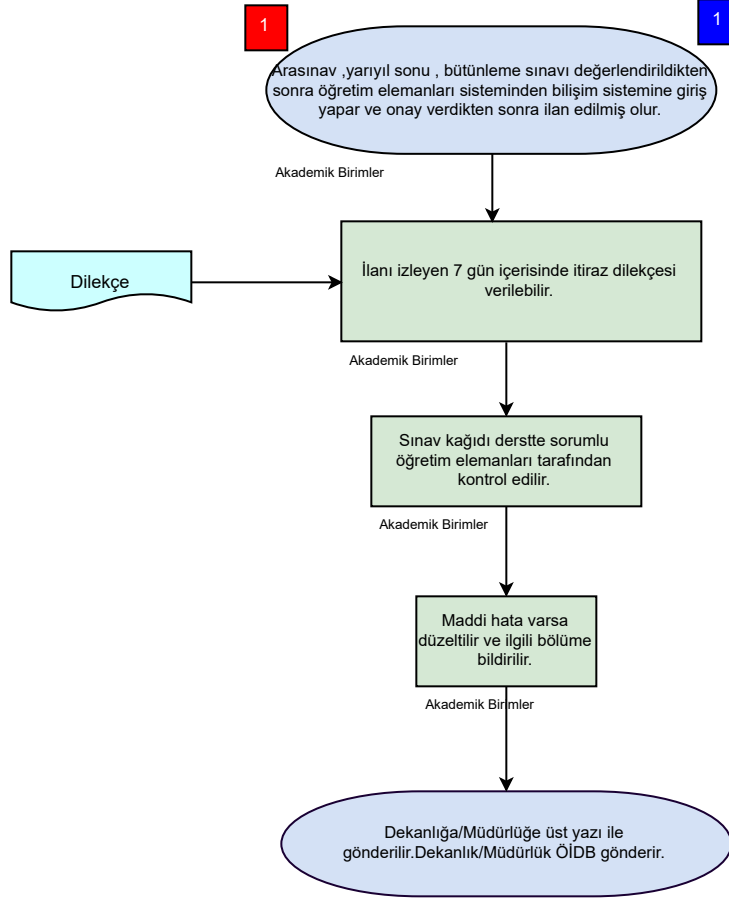 1
1
Arasınav ,yarıyıl sonu , bütünleme sınavı değerlendirildikten
sonra öğretim elemanları sisteminden bilişim sistemine giriş
yapar ve onay verdikten sonra ilan edilmiş olur.
Akademik Birimler
Dilekçe
İlanı izleyen 7 gün içerisinde itiraz dilekçesi
verilebilir.
Akademik Birimler
Sınav kağıdı derstte sorumlu
öğretim elemanları tarafından
kontrol edilir.
Akademik Birimler
Maddi hata varsa
düzeltilir ve ilgili bölüme
bildirilir.
Akademik Birimler
Dekanlığa/Müdürlüğe üst yazı ile
gönderilir.Dekanlık/Müdürlük ÖİDB gönderir.